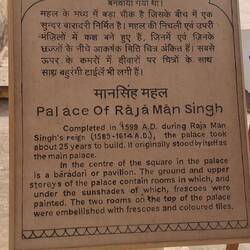 बनवाया गया था।
महल के मध्य में बड़ा चौक है जिसके बीच में एक
सुन्दर बारादरी निर्मित है। महल की निचली एवं उपरी
मंजिलों में कक्ष बने हुए हैं, जिनमें एवं जिनके
छज्जों के नीचे आकर्षक भित्ति चित्र अंकित हैं। सबसे
ऊपर के कमरों में दीवारों पर चित्रों के साथ
साथ बहुरंगी टाईलें भी लगी हैं।
मानसिंह महल
Palace Of Rājā Mān Singh
Completed in 1599 A.D. during Raja Man
Singh's reign (1589-1614 A.D.), the palace took
about 25 years to build. It originally stood by itself as
the main palace.
In the centre of the square in the palace
is a bārādari or pavilion. The ground and upper
storeys of the palace contain rooms in which, and
under the sunshades of which, frescoes were
painted. The two rooms on the top of the palace
were embellished with frescoes and coloured tiles.